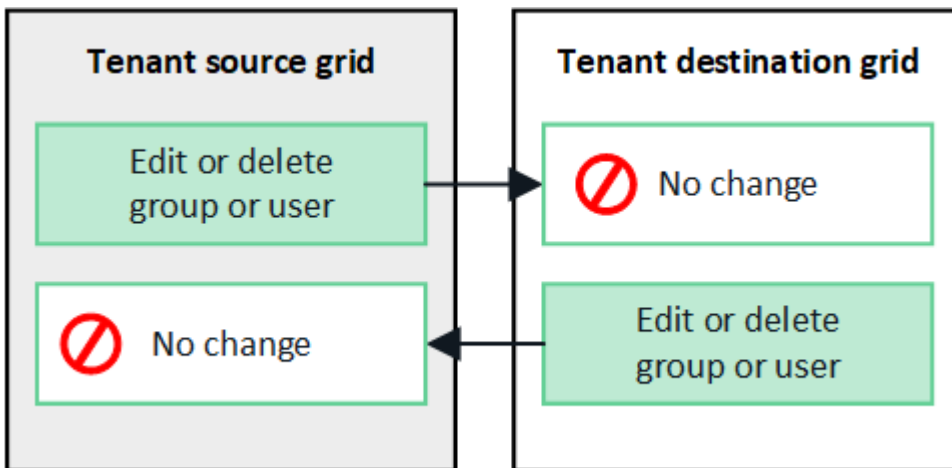 Tenant source grid
Edit or delete
group or user
No change
Tenant destination grid
No change
Edit or delete
group or user